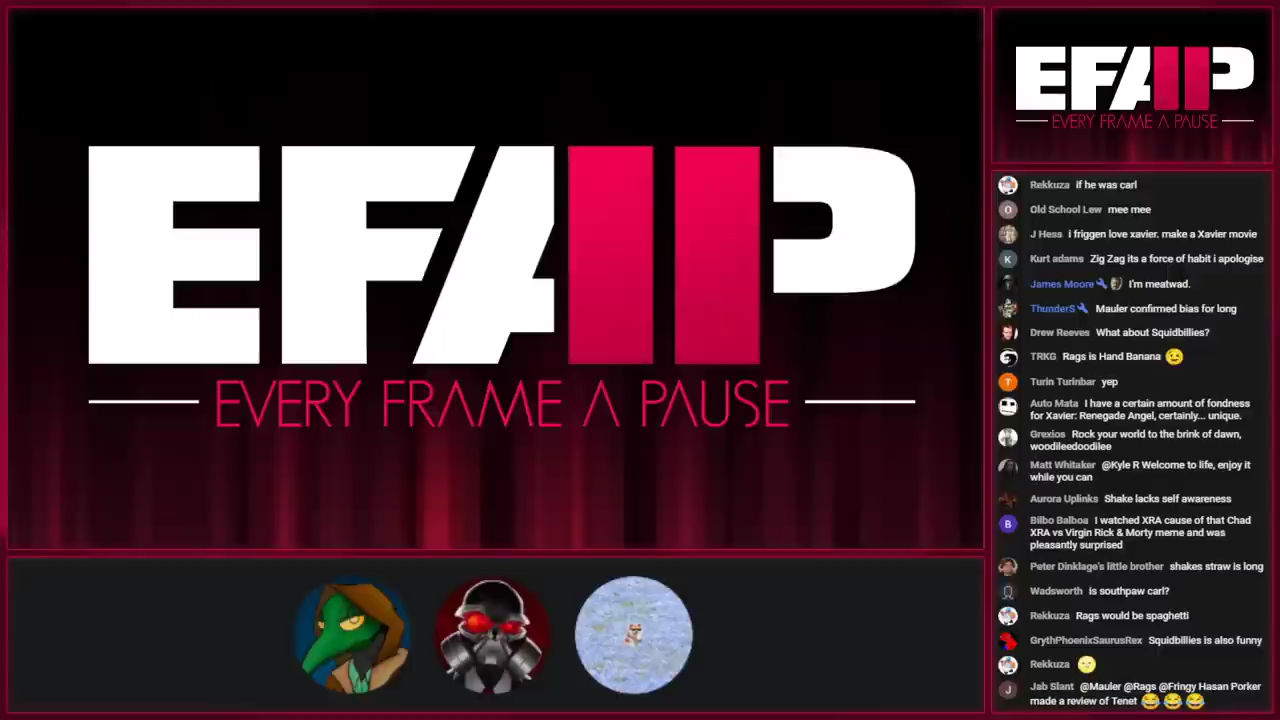 EFAP
EVERY FRAME A PAUSE
EFAP
EVERY FRAME A PAUSE
Rekkuza if he was carl
O
Old School Lew mee mee
J Hess i friggen love xavier. make a Xavier movie
K
Kurt adams Zig Zag its a force of habit i apologise
James Moore I'm meatwad.
ThunderS Mauler confirmed bias for long
Drew Reeves What about Squidbillies?
TRKG Rags is Hand Banana
T
Turin Turinbar yep
Auto Mata I have a certain amount of fondness
for Xavier: Renegade Angel, certainly... unique.
Grexios Rock your world to the brink of dawn,
woodileedoodilee
Matt Whitaker @Kyle R Welcome to life, enjoy it
while you can
Aurora Uplinks Shake lacks self awareness
B
Bilbo Balboa I watched XRA cause of that Chad
XRA vs Virgin Rick & Morty meme and was
pleasantly surprised
Peter Dinklage's little brother shakes straw is long
Wadsworth is southpaw carl?
Rekkuza Rags would be spaghetti
GrythPhoenixSaurusRex Squidbillies is also funny
Rekkuza
J
Jab Slant @Mauler @Rags @Fringy Hasan Porker
made a review of Tenet